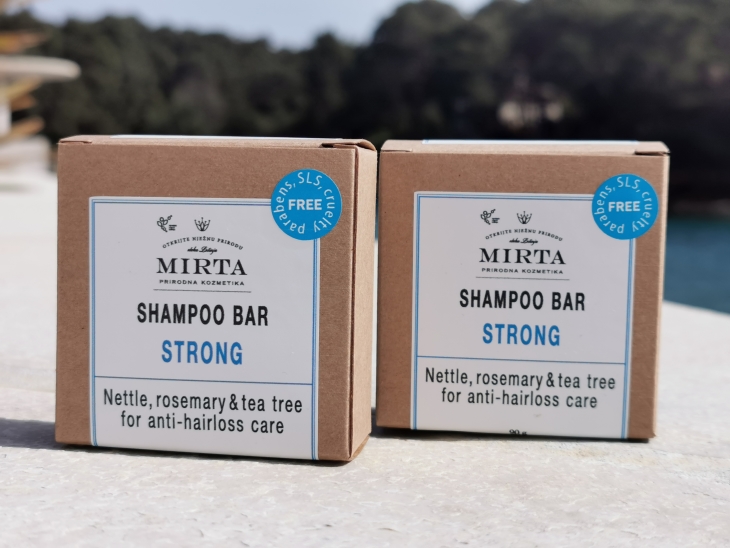 parabens, SLS, cruelty
FREE
OTKRIJTE NJEŽNU PRIRODU
MIRTA
PRIRODNA KOZMETIKA
SHAMPOO BAR
STRONG
Nettle, rosemary & tea tree
for anti-hairloss care
parabens, SLS, cruelty
FREE
OTKRIJTE NJEŽNU PRIRODU
MIRTA
PRIRODNA KOZMETIKA
SHAMPOO BAR
STRONG
Nettle, rosemary & tea tree
for anti-hairloss care